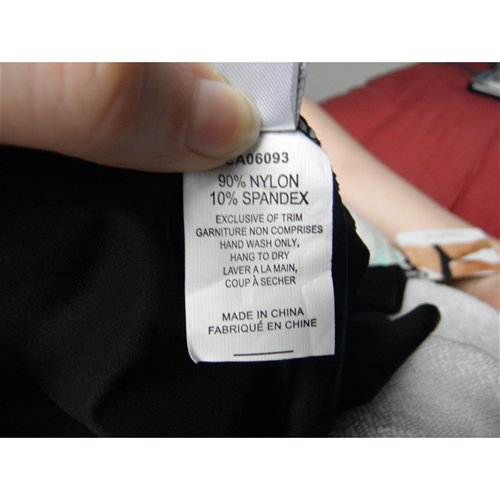 CA06093
90% NYLON
10% SPANDEX
EXCLUSIVE OF TRIM
GARNITURE NON COMPRISES
HAND WASH ONLY,
HANG TO DRY
LAVER A LA MAIN,
COUP À SECHER
MADE IN CHINA
FABRIQUÉ EN CHINE